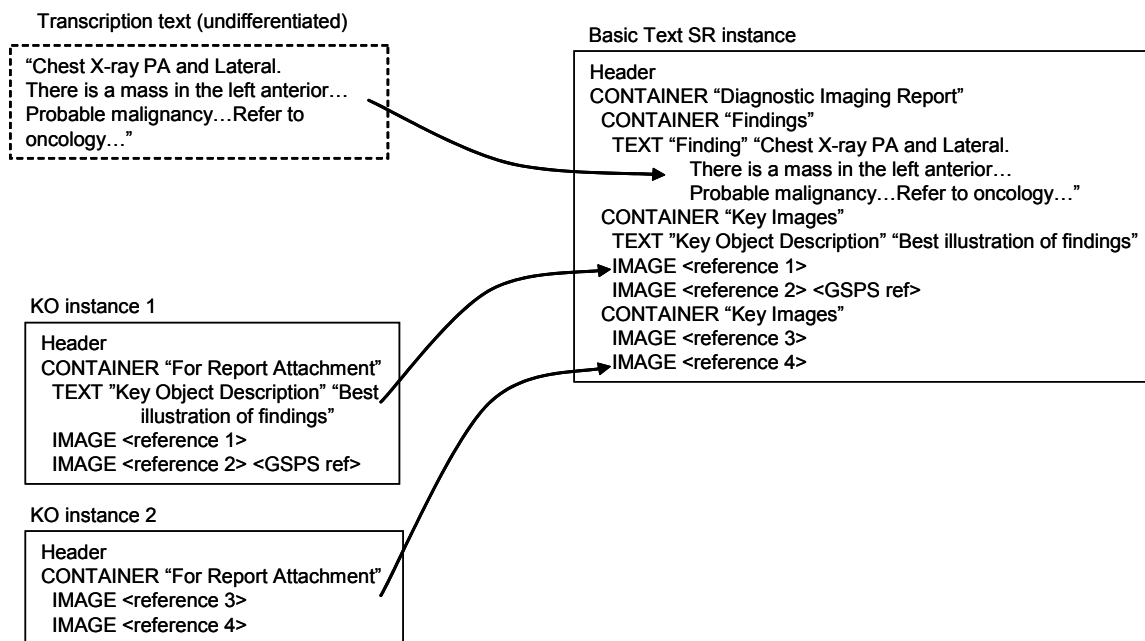 Transcription text (undifferentiated)
“Chest X-ray PA and Lateral.
There is a mass in the left anterior…
Probable malignancy…Refer to
oncology…”
KO instance 1
Header
CONTAINER “For Report Attachment”
TEXT ”Key Object Description” “Best
illustration of findings”
IMAGE <reference 1>
IMAGE <reference 2> <GSPS ref>
KO instance 2
Header
CONTAINER “For Report Attachment”
IMAGE <reference 3>
IMAGE <reference 4>
Basic Text SR instance
Header
CONTAINER “Diagnostic Imaging Report”
CONTAINER “Findings”
TEXT “Finding” “Chest X-ray PA and Lateral.
There is a mass in the left anterior…
Probable malignancy…Refer to oncology…”
CONTAINER “Key Images”
TEXT ”Key Object Description” “Best illustration of findings”
IMAGE <reference 1>
IMAGE <reference 2> <GSPS ref>
CONTAINER “Key Images”
IMAGE <reference 3>
IMAGE <reference 4>